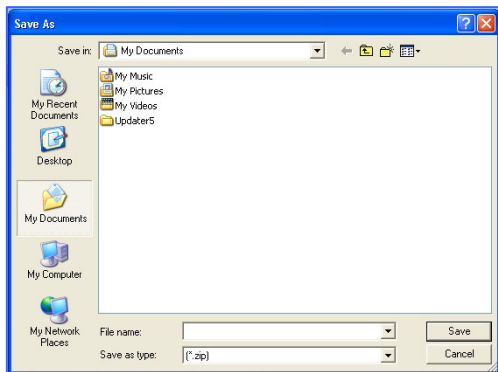 Save As
Save in:
My Documents
My Recent
Documents
Desktop
My Documents
My Computer
My Network
Places
My Music
My Pictures
My Videos
Updater5
File name:
Save
Save as type:
(*.zip)
Cancel